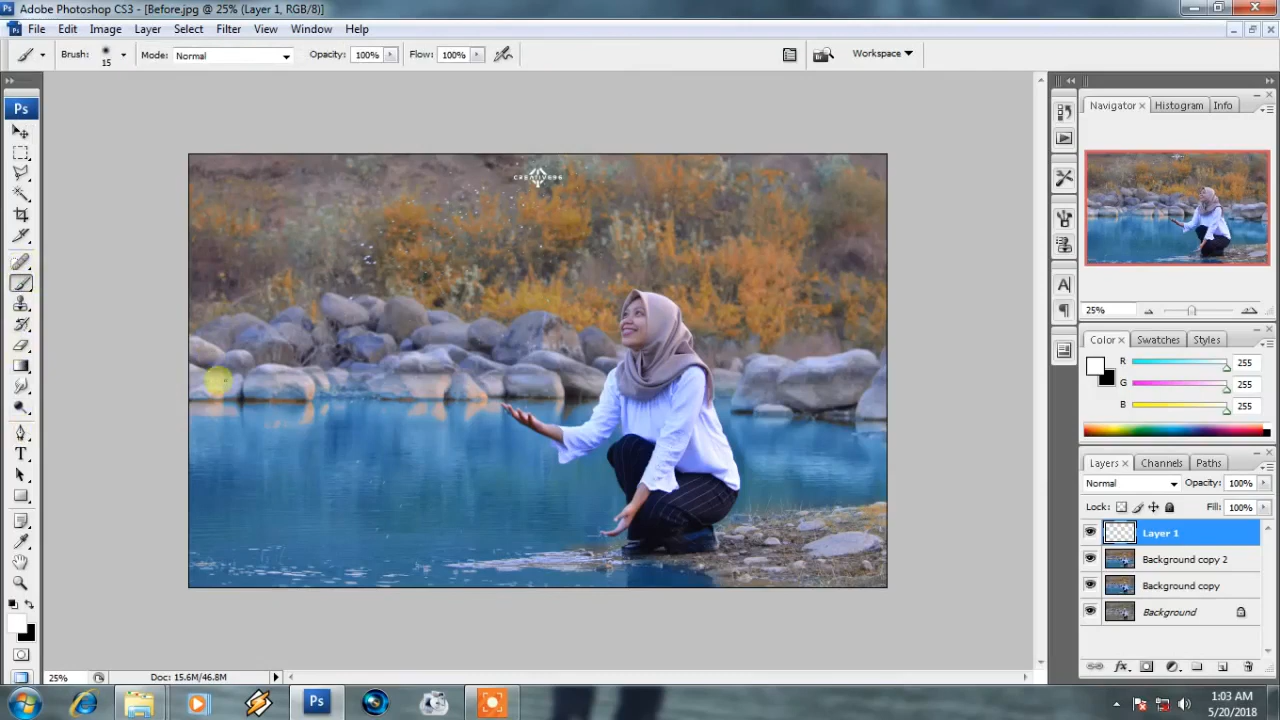 Adobe Photoshop CS3 - [Before.jpg @ 25% (Layer 1, RGB/8)]
File Edit Image Layer Select Filter View Window Help
Brush: 15 Mode: Normal Opacity: 100% Flow: 100% Workspace
Ps
CREATIVE96
Navigator Histogram Info
25%
Color Swatches Styles
R 255
G 255
B 255
Layers Channels Paths
Normal Opacity: 100%
Lock: Fill: 100%
Layer 1
Background copy 2
Background copy
Background
25% Doc: 15.6M/46.8M
Ps
1:03 AM
5/20/2018